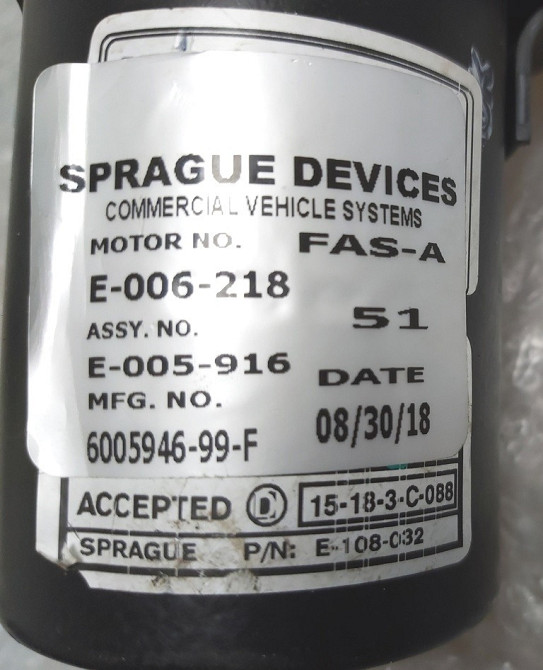 SPRAGUE DEVICES
COMMERCIAL VEHICLE SYSTEMS
MOTOR NO. FAS-A
E-006-218
51
ASSY. NO.
E-005-916
DATE
MFG. NO.
08/30/18
6005946-99-F
ACCEPTED D 15-18-3-C-088
SPRAGUE P/N: E-108-032